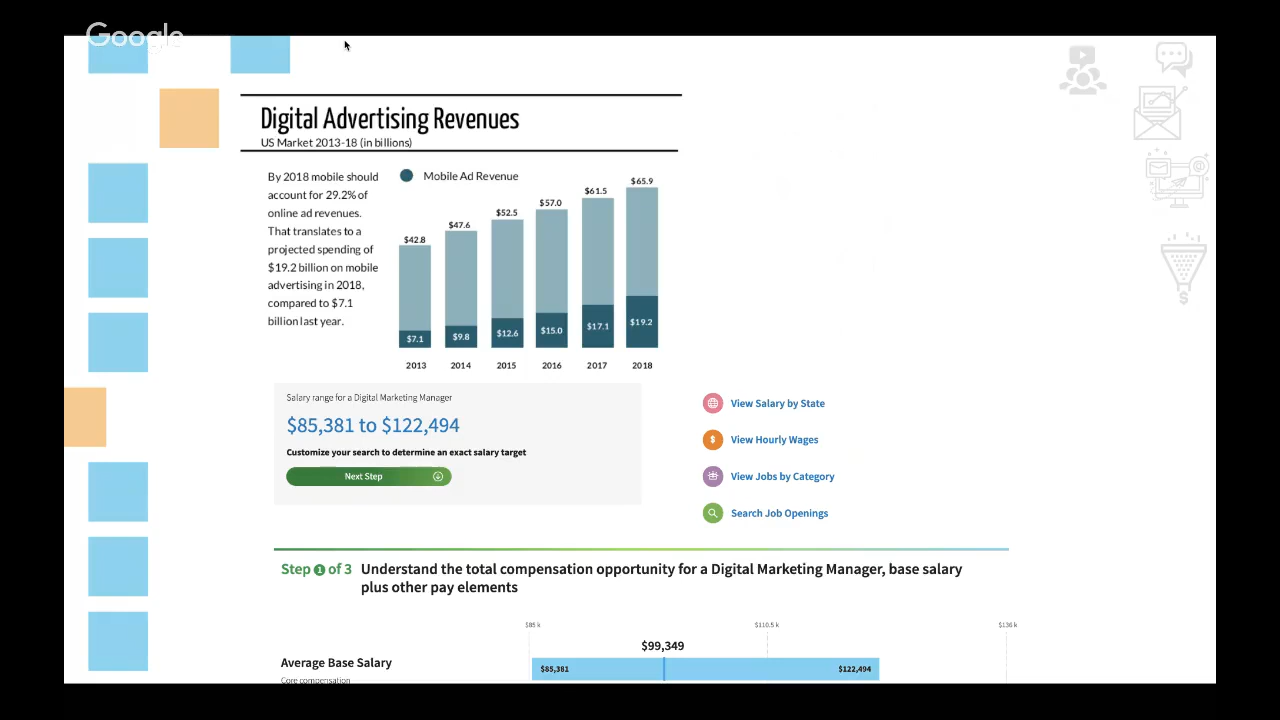 Google
Digital Advertising Revenues
US Market 2013-18 (in billions)
By 2018 mobile should
account for 29.2% of
online ad revenues.
That translates to a
projected spending of
$19.2 billion on mobile
advertising in 2018,
compared to $7.1
billion last year.
Mobile Ad Revenue
$42.8 $47.6 $52.5 $57.0 $61.5 $65.9
$7.1 $9.8 $12.6 $15.0 $17.1 $19.2
2013 2014 2015 2016 2017 2018
Salary range for a Digital Marketing Manager
$85,381 to $122,494
Customize your search to determine an exact salary target
Next Step
View Salary by State
View Hourly Wages
View Jobs by Category
Search Job Openings
Step 1 of 3 Understand the total compensation opportunity for a Digital Marketing Manager, base salary
plus other pay elements
$85 k $110.5 k $136 k
$99,349
Average Base Salary
$85,381 $122,494
Core compensation